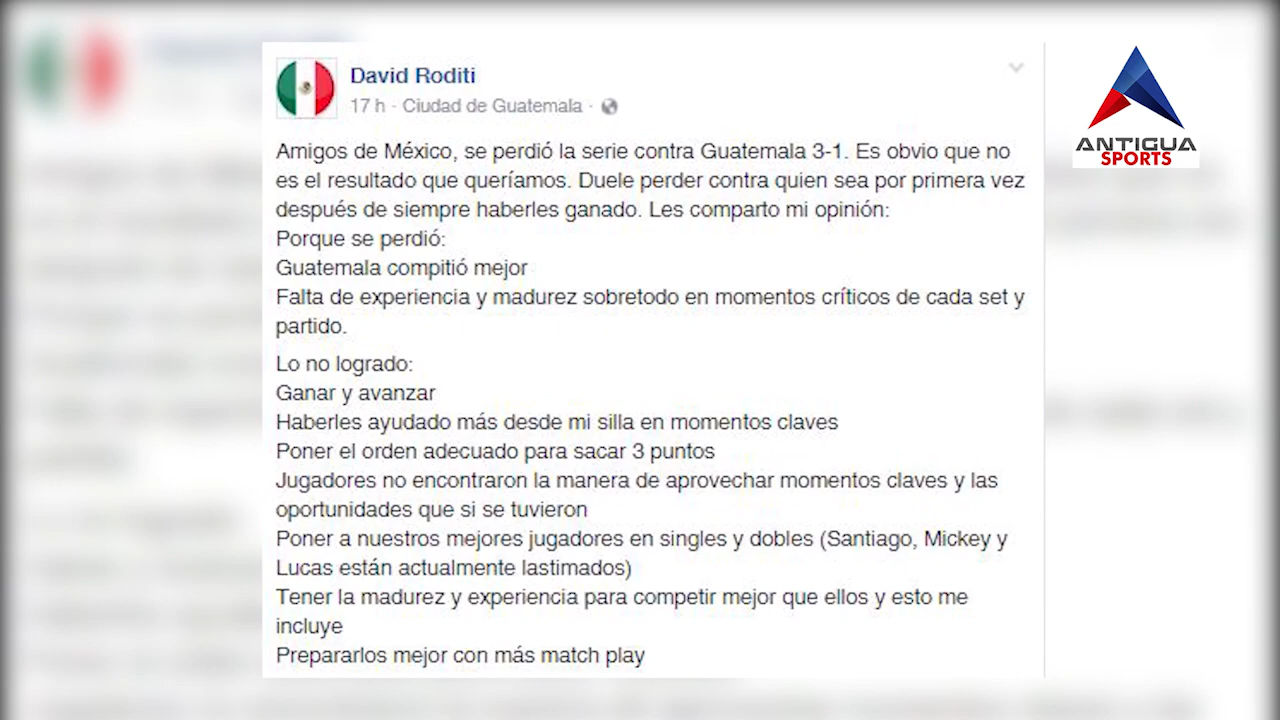 David Roditi
17 h · Ciudad de Guatemala ·
Amigos de México, se perdió la serie contra Guatemala 3-1. Es obvio que no
es el resultado que queríamos. Duele perder contra quien sea por primera vez
después de siempre haberles ganado. Les comparto mi opinión:
Porque se perdió:
Guatemala compitió mejor
Falta de experiencia y madurez sobretodo en momentos críticos de cada set y
partido.
Lo no logrado:
Ganar y avanzar
Haberles ayudado más desde mi silla en momentos claves
Poner el orden adecuado para sacar 3 puntos
Jugadores no encontraron la manera de aprovechar momentos claves y las
oportunidades que si se tuvieron
Poner a nuestros mejores jugadores en singles y dobles (Santiago, Mickey y
Lucas están actualmente lastimados)
Tener la madurez y experiencia para competir mejor que ellos y esto me
incluye
Prepararlos mejor con más match play
ANTIGUA
SPORTS